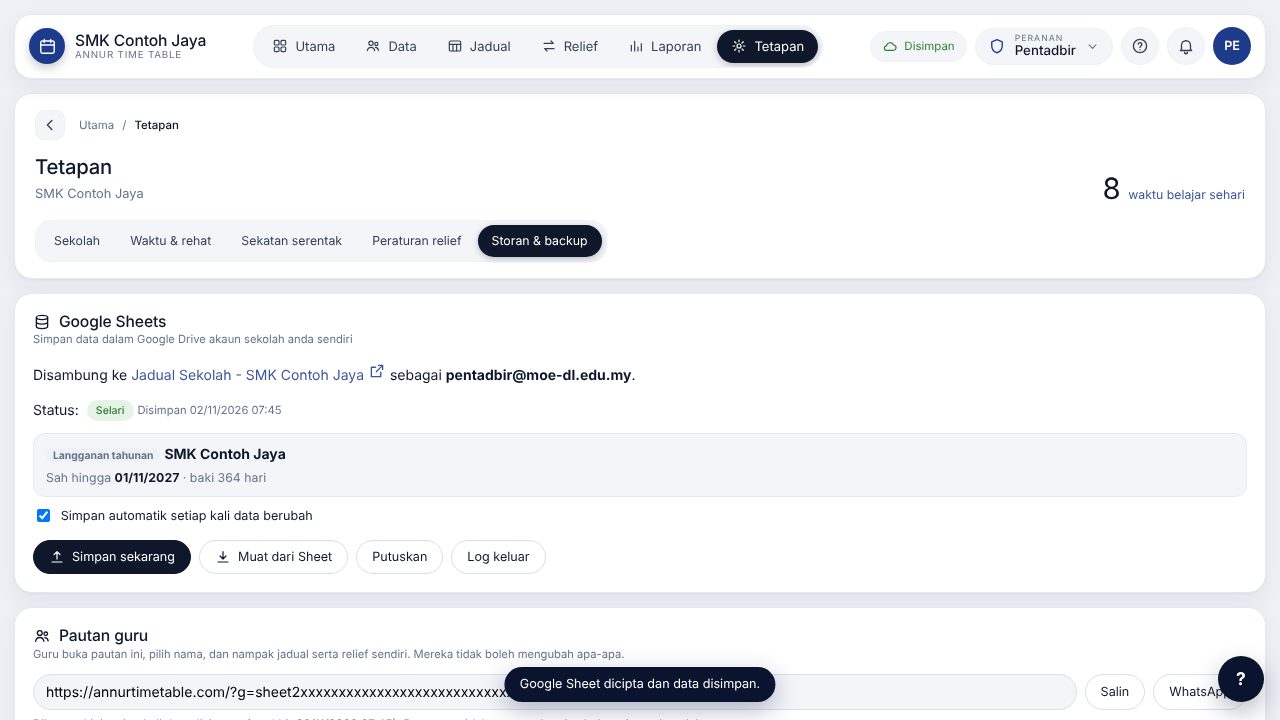 SMK Contoh Jaya
ANNUR TIME TABLE
Utama
Data
Jadual
Relief
Laporan
Tetapan
Disimpan
PERANAN
Pentadbir
PE
Utama / Tetapan
Tetapan
SMK Contoh Jaya
8 waktu belajar sehari
Sekolah
Waktu & rehat
Sekatan serentak
Peraturan relief
Storan & backup
Google Sheets
Simpan data dalam Google Drive akaun sekolah anda sendiri
Disambung ke Jadual Sekolah - SMK Contoh Jaya sebagai pentadbir@moe-dl.edu.my.
Status: Selari Disimpan 02/11/2026 07:45
Langganan tahunan SMK Contoh Jaya
Sah hingga 01/11/2027 · baki 364 hari
Simpan automatik setiap kali data berubah
Simpan sekarang
Muat dari Sheet
Putuskan
Log keluar
Pautan guru
Guru buka pautan ini, pilih nama, dan nampak jadual serta relief sendiri. Mereka tidak boleh mengubah apa-apa.
Google Sheet dicipta dan data disimpan.
Salin
?